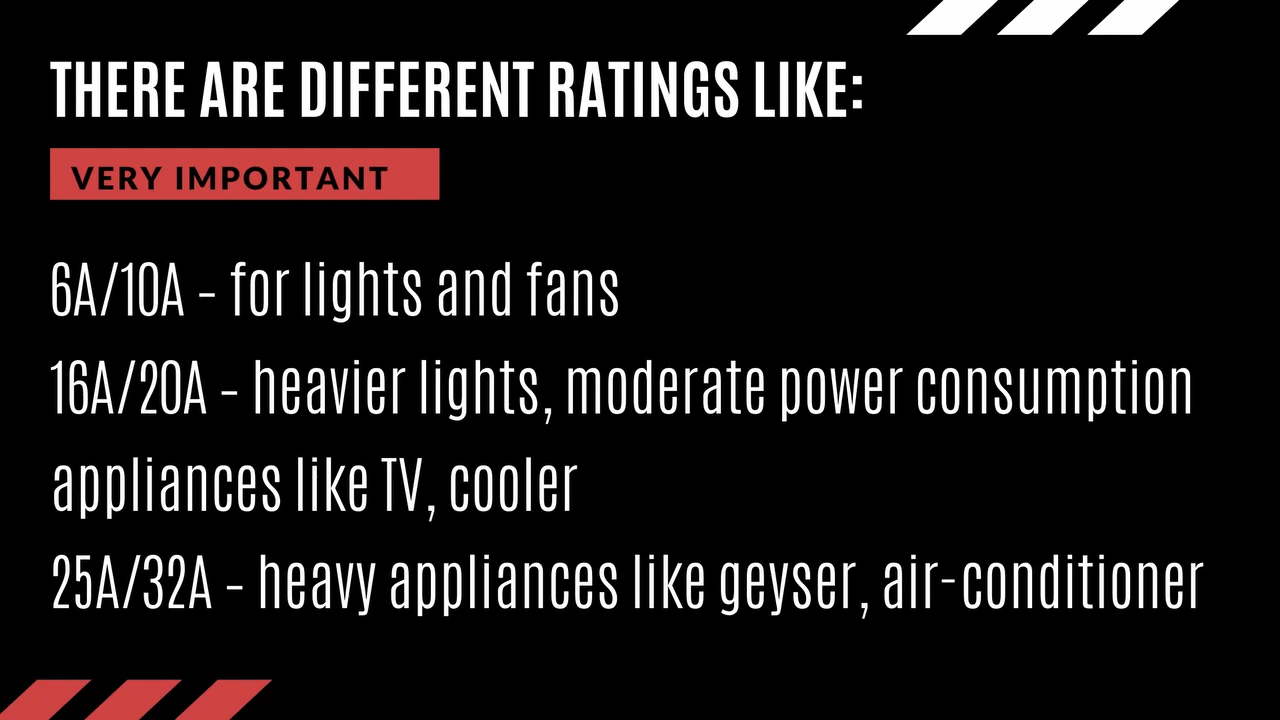 THERE ARE DIFFERENT RATINGS LIKE:
VERY IMPORTANT
6A/10A – for lights and fans
16A/20A – heavier lights, moderate power consumption
appliances like TV, cooler
25A/32A – heavy appliances like geyser, air-conditioner